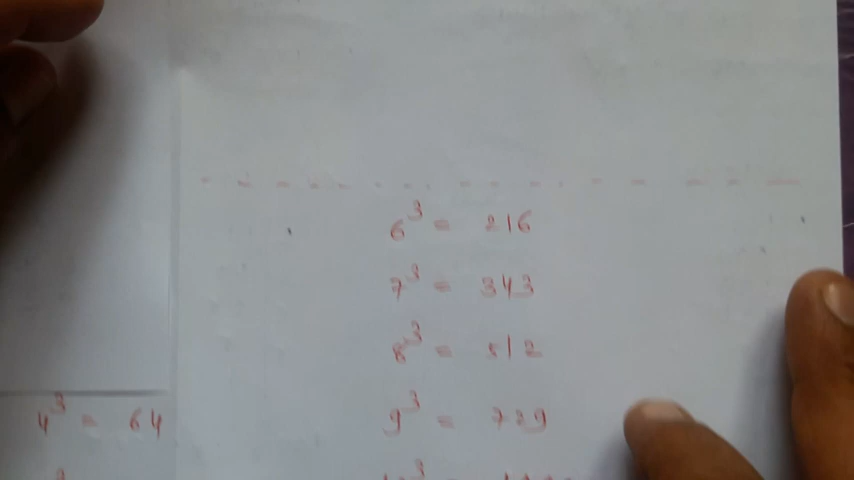 6³ = 216
7³ = 343
8³ = 512
9³ = 729
4³ = 64